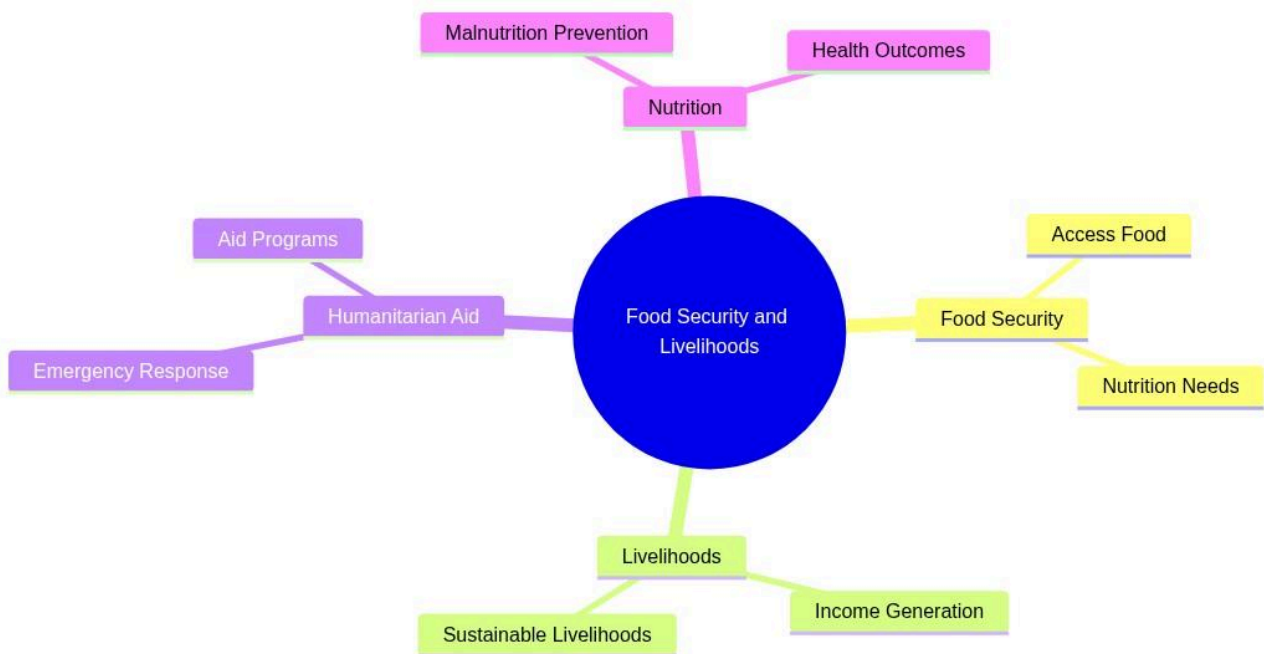 Malnutrition Prevention
Health Outcomes
Nutrition
Aid Programs
Access Food
Humanitarian Aid
Food Security and
Livelihoods
Food Security
Emergency Response
Nutrition Needs
Livelihoods
Income Generation
Sustainable Livelihoods